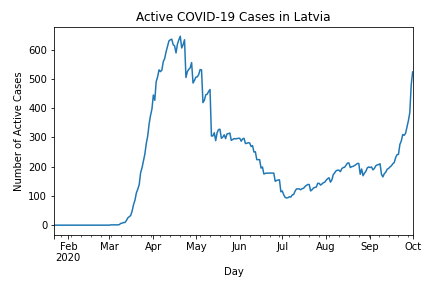 Active COVID-19 Cases in Latvia
Number of Active Cases
600
500
400
300
200
100
0
Feb Mar Apr May Jun Jul Aug Sep Oct
2020
Day